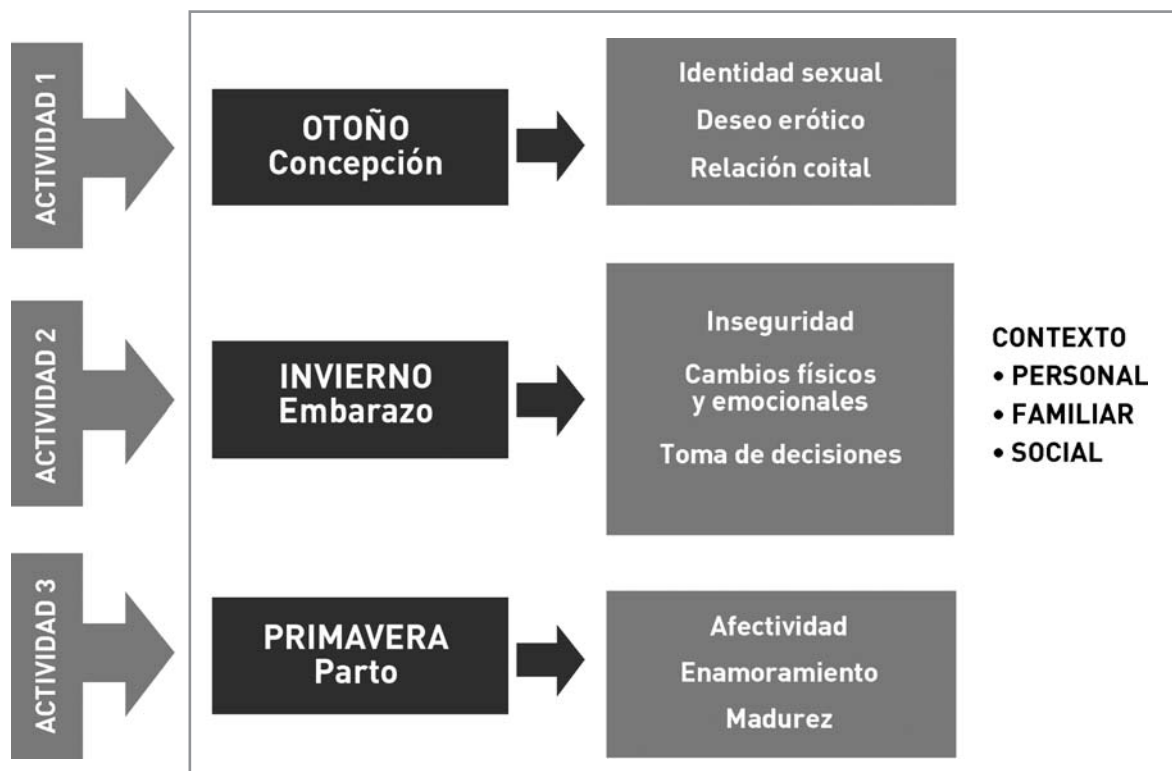 ACTIVIDAD 1
OTOÑO
Concepción
Identidad sexual
Deseo erótico
Relación coital
ACTIVIDAD 2
INVIERNO
Embarazo
Inseguridad
Cambios físicos
y emocionales
Toma de decisiones
CONTEXTO
• PERSONAL
• FAMILIAR
• SOCIAL
ACTIVIDAD 3
PRIMAVERA
Parto
Afectividad
Enamoramiento
Madurez